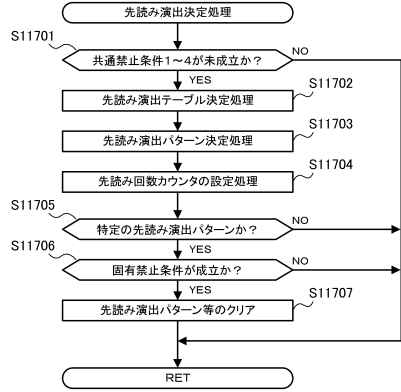 先読み演出決定処理
S11701
共通禁止条件1～4が未成立か?
NO
YES
S11702
先読み演出テーブル決定処理
S11703
先読み演出パターン決定処理
S11704
先読み回数カウンタの設定処理
S11705
特定の先読み演出パターンか?
NO
YES
S11706
固有禁止条件が成立か?
NO
YES
S11707
先読み演出パターン等のクリア
RET